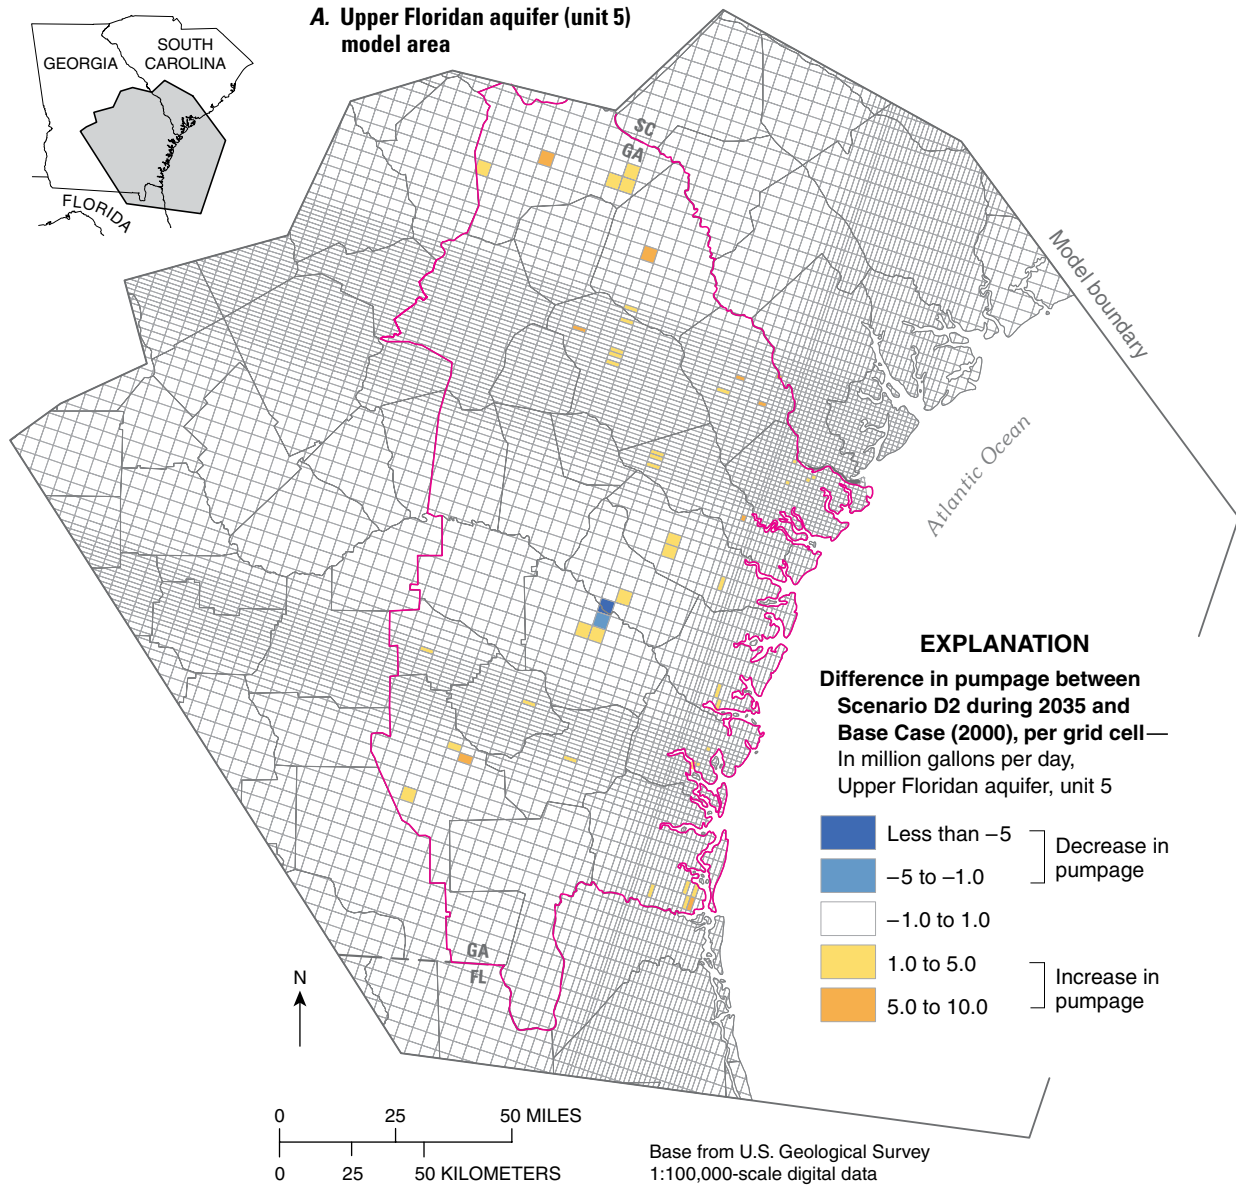 A. Upper Floridan aquifer (unit 5)
model area
GEORGIA
SOUTH
CAROLINA
FLORIDA
SC
GA
Model boundary
Atlantic Ocean
GA
FL
N
EXPLANATION
Difference in pumpage between
Scenario D2 during 2035 and
Base Case (2000), per grid cell—
In million gallons per day,
Upper Floridan aquifer, unit 5
Less than –5
–5 to –1.0
Decrease in
pumpage
–1.0 to 1.0
1.0 to 5.0
5.0 to 10.0
Increase in
pumpage
0 25 50 MILES
0 25 50 KILOMETERS
Base from U.S. Geological Survey
1:100,000-scale digital data